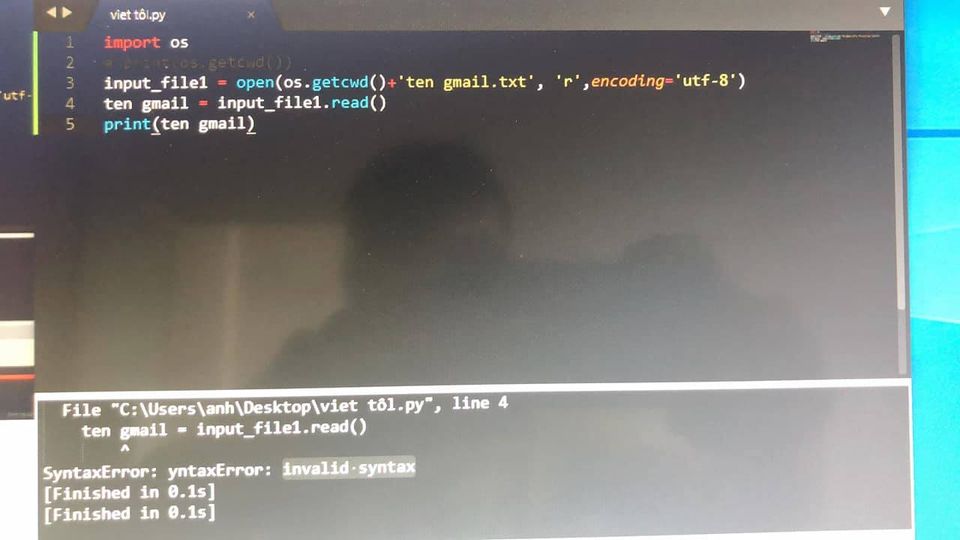 viet tôl.py ×
1 import os
2 # print(os.getcwd())
3 input_file1 = open(os.getcwd()+'ten gmail.txt', 'r',encoding='utf-8')
4 ten gmail = input_file1.read()
5 print(ten gmail)
'utf-
File "C:\Users\anh\Desktop\viet tôl.py", line 4
ten gmail = input_file1.read()
^
SyntaxError: yntaxError: invalid syntax
[Finished in 0.1s]
[Finished in 0.1s]